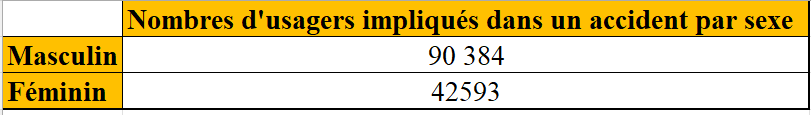 Nombres d'usagers impliqués dans un accident par sexe
Masculin 90 384
Féminin 42593